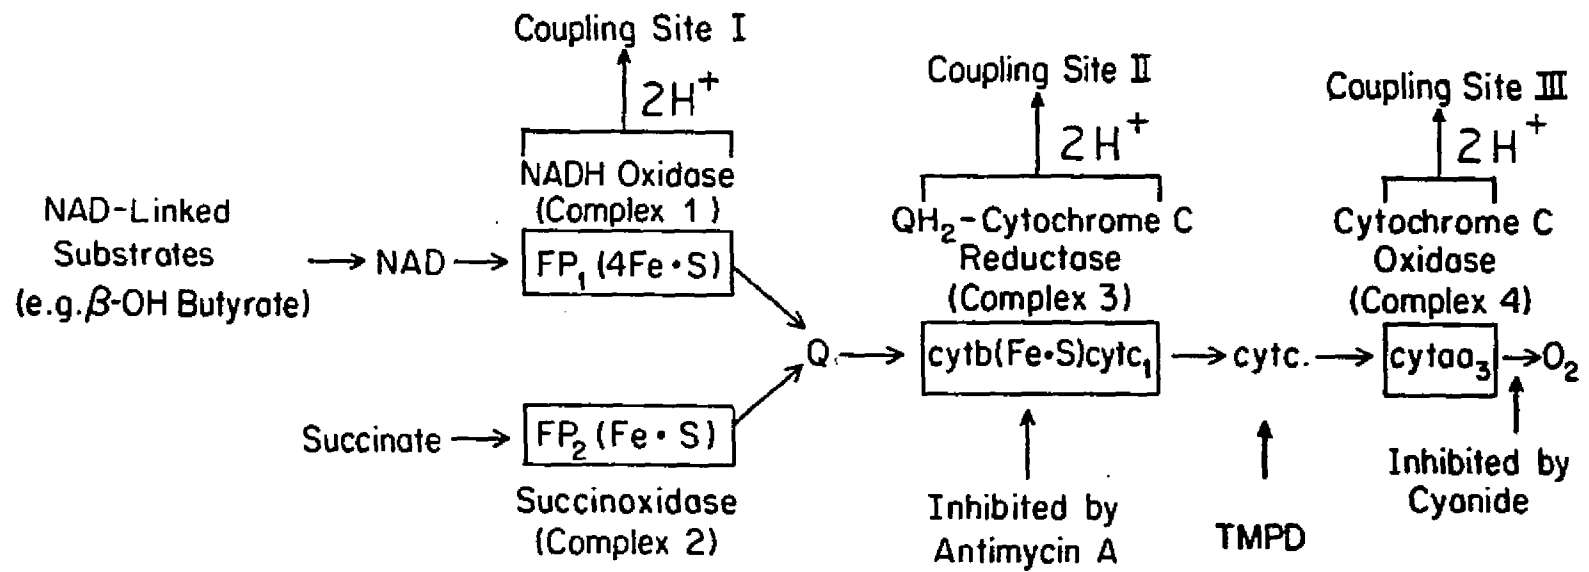 Coupling Site I
2H+
NADH Oxidase
(Complex 1)
NAD-Linked
Substrates
(e.g. β-OH Butyrate)
NAD
FP1 (4Fe•S)
Coupling Site II
2H+
QH2-Cytochrome C
Reductase
(Complex 3)
Q
cytb(Fe•S)cytc1
cytc.
Coupling Site III
2H+
Cytochrome C
Oxidase
(Complex 4)
cytaa3
O2
Succinate
FP2 (Fe•S)
Succinoxidase
(Complex 2)
Inhibited by
Antimycin A
TMPD
Inhibited by
Cyanide